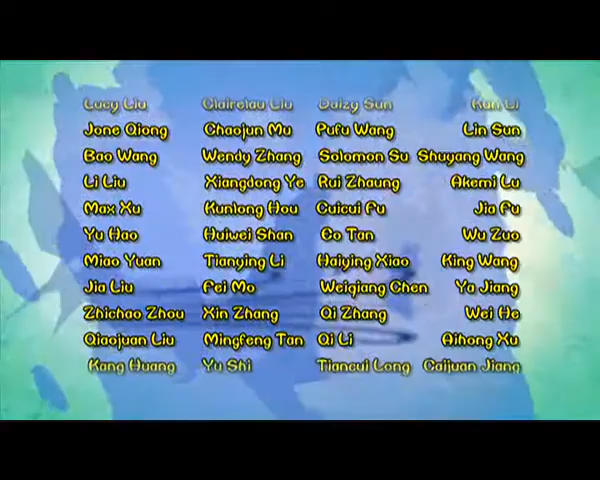 Lucy Liu Clairelau Liu Daizy Sun Kun Li
Jone Qiong Chaojun Mu Pufu Wang Lin Sun
Bao Wang Wendy Zhang Solomon Su Shuyang Wang
Li Liu Xiangdong Ye Rui Zhaung Akemi Lu
Max Xu Kunlong Hou Cuicui Fu Jia Fu
Yu Hao Huiwei Shan Eo Tan Wu Zuo
Miao Yuan Tianying Li Haiying Xiao King Wang
Jia Liu Fei Mo Weiqiang Chen Ya Jiang
Zhichao Zhou Xin Zhang Qi Zhang Wei He
Qiaojuan Liu Mingfeng Tan Qi Li Aihong Xu
Kang Huang Yu Shi Tiancui Long Caijuan Jiang